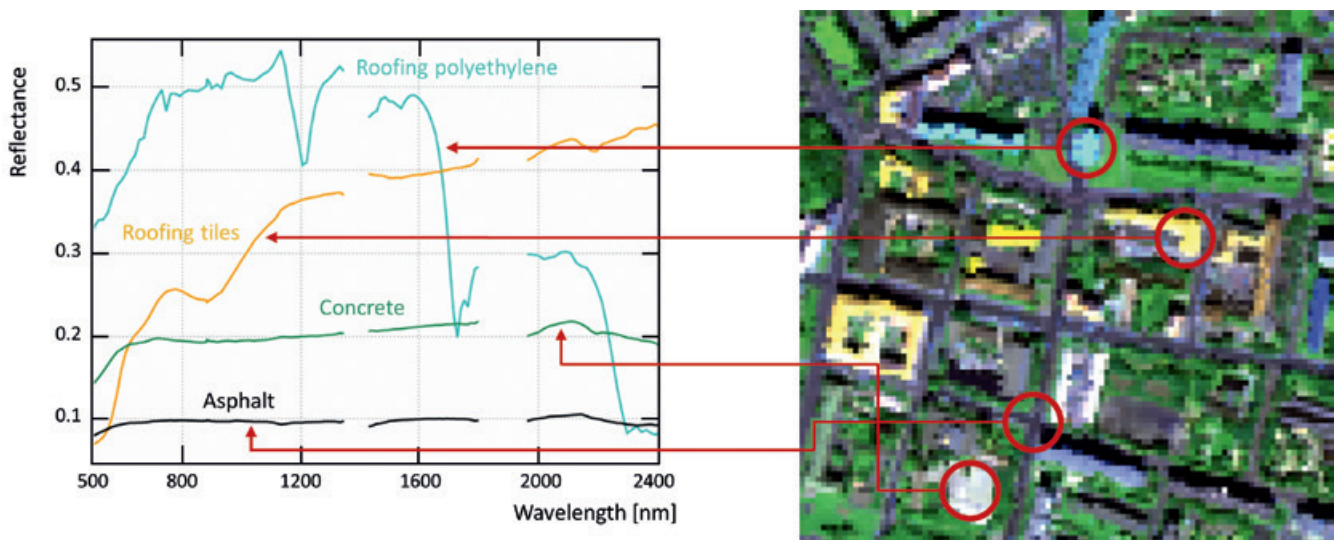 Reflectance
0.5
0.4
0.3
0.2
0.1
Roofing polyethylene
Roofing tiles
Concrete
Asphalt
500 800 1200 1600 2000 2400
Wavelength [nm]